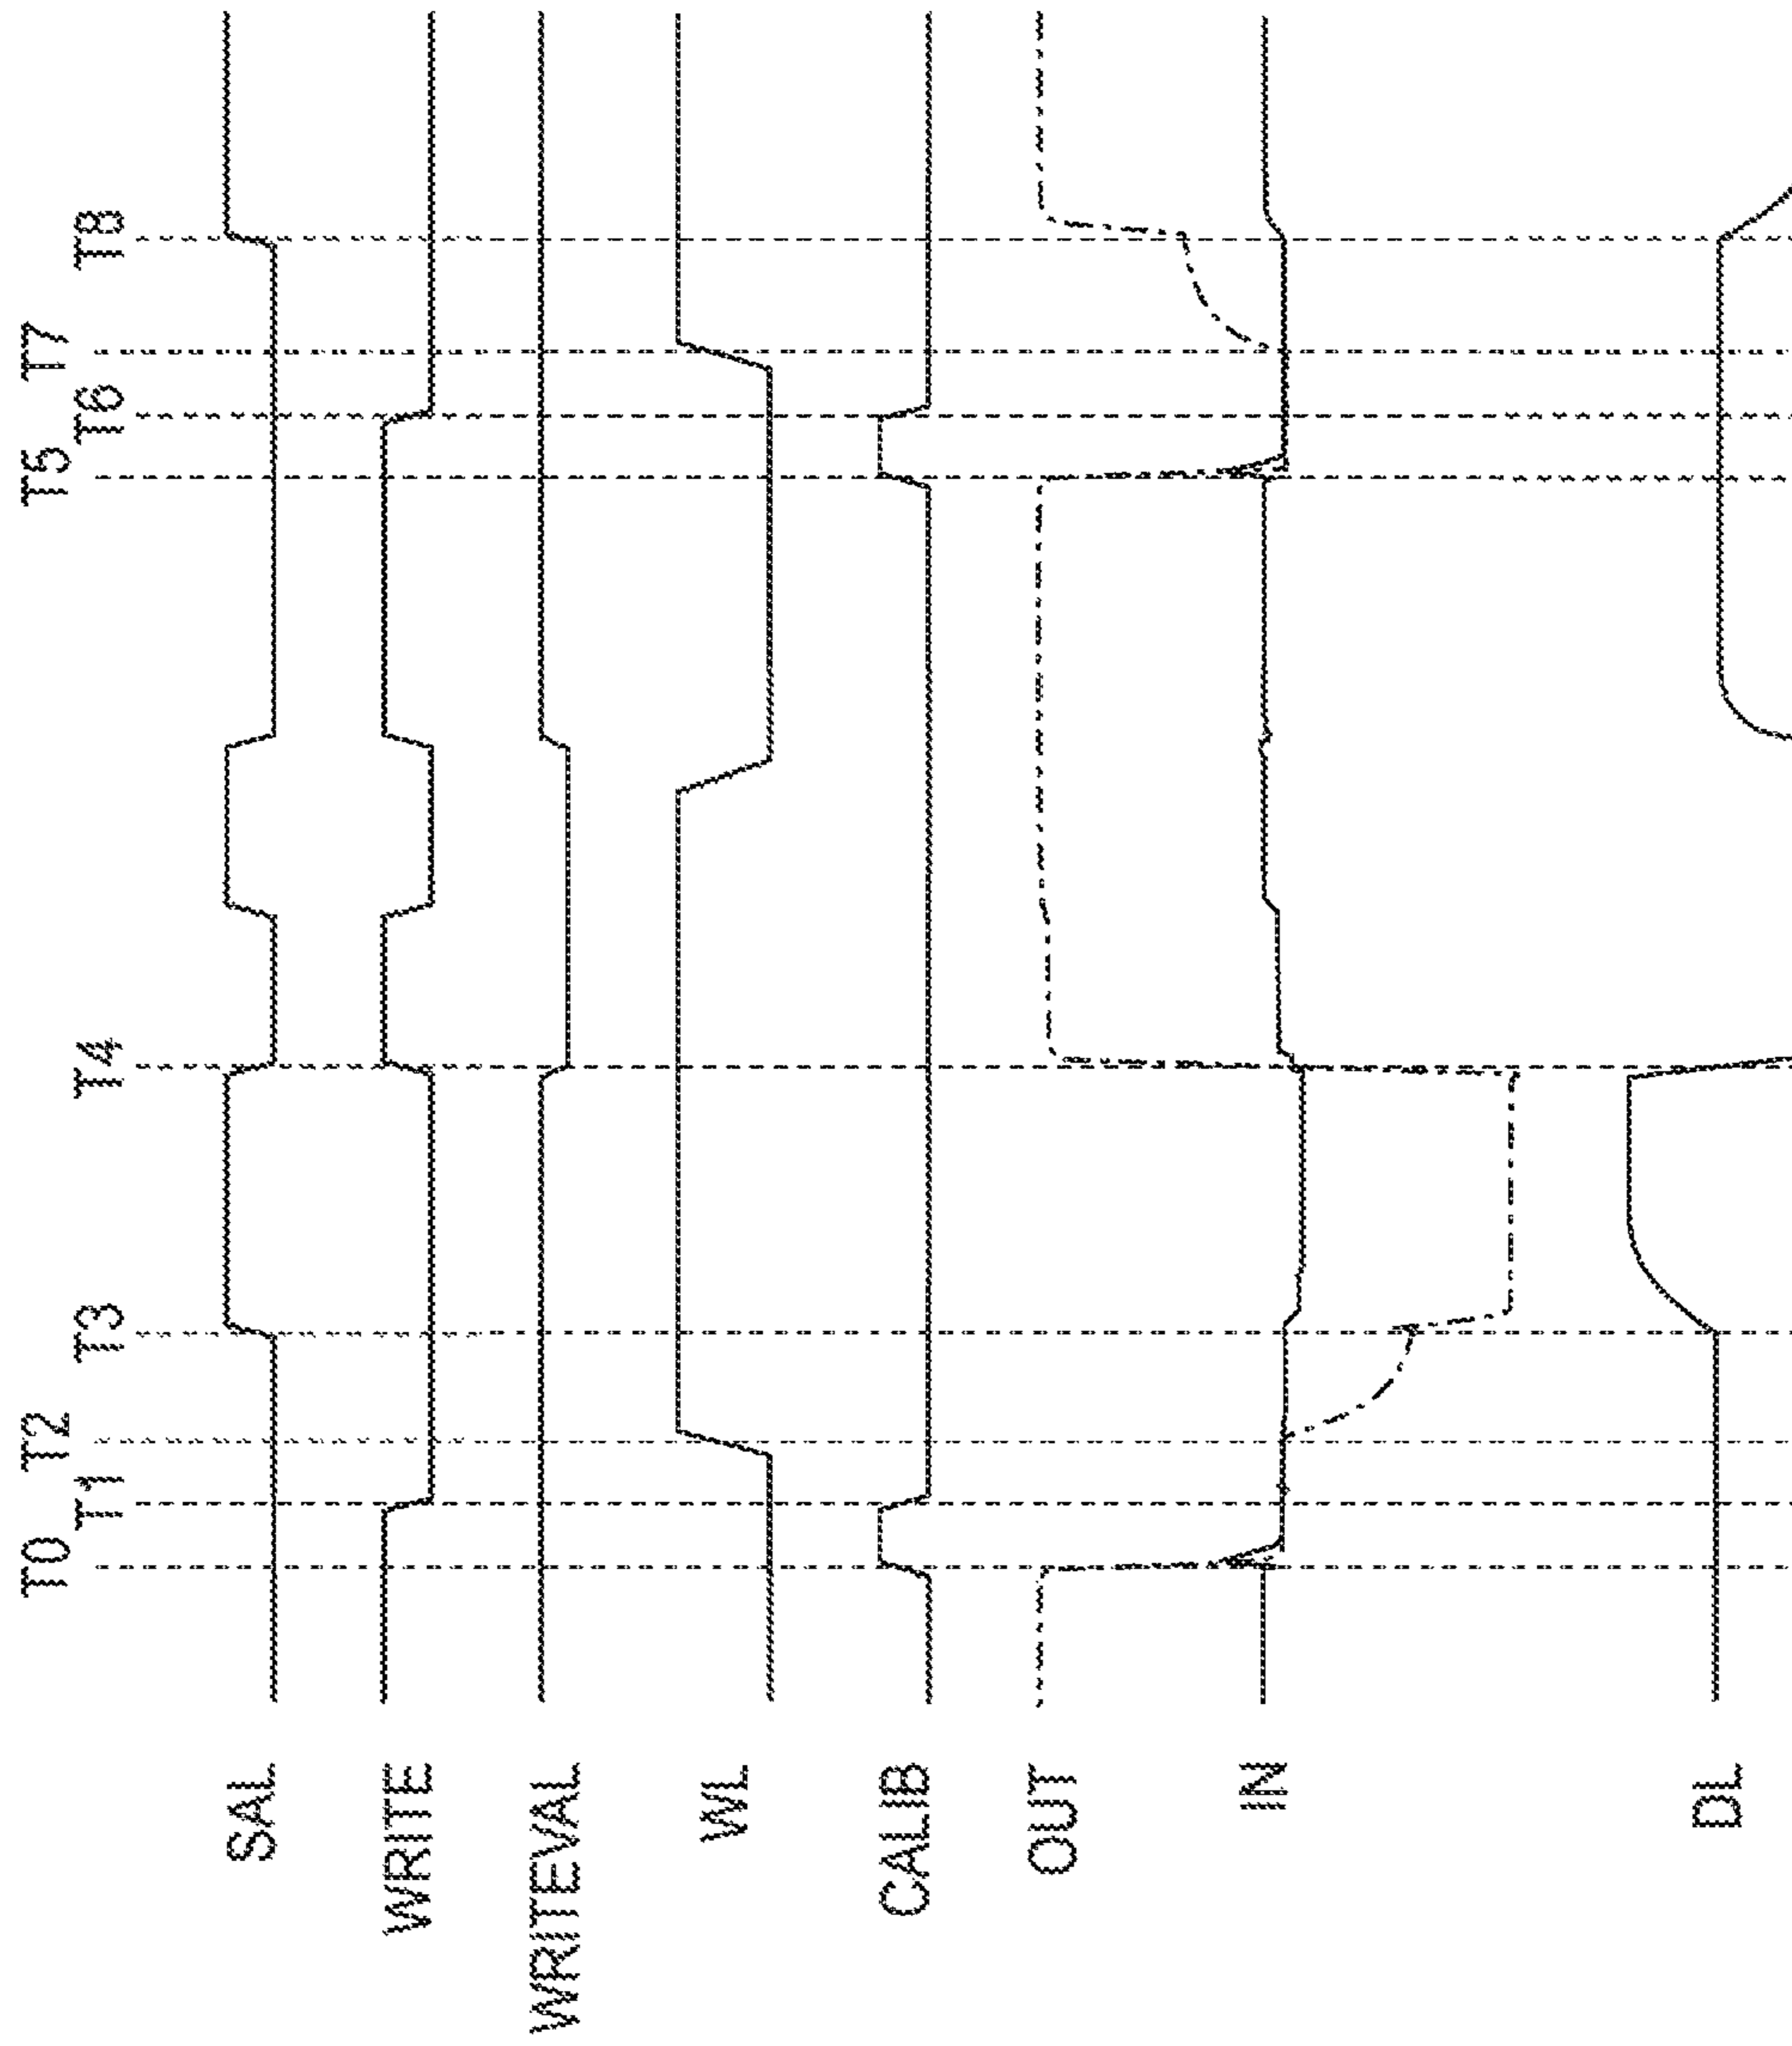 T0
T1
T2
T3
T4
T5
T6
T7
T8
SAL
WRITE
WRITEVAL
WL
CALIB
OUT
IN
DL